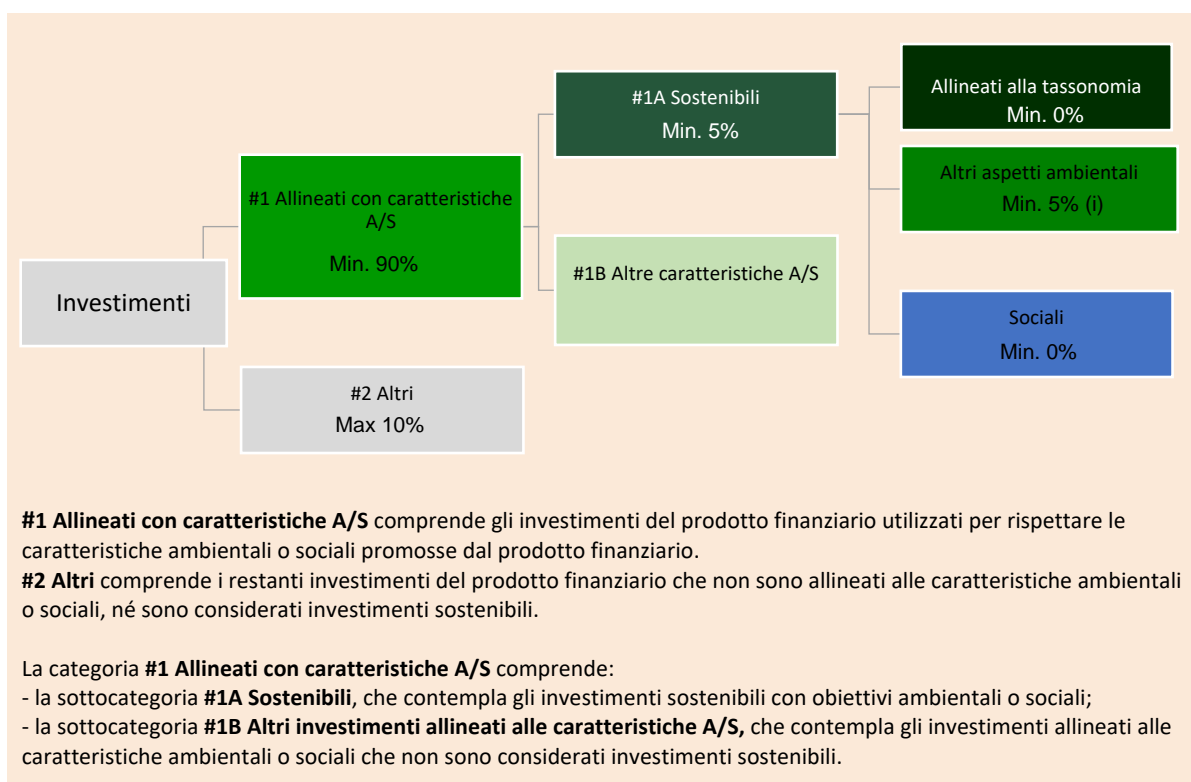 Investimenti
#1 Allineati con caratteristiche
A/S
Min. 90%
#2 Altri
Max 10%
#1A Sostenibili
Min. 5%
#1B Altre caratteristiche A/S
Allineati alla tassonomia
Min. 0%
Altri aspetti ambientali
Min. 5% (i)
Sociali
Min. 0%
#1 Allineati con caratteristiche A/S comprende gli investimenti del prodotto finanziario utilizzati per rispettare le
caratteristiche ambientali o sociali promosse dal prodotto finanziario.
#2 Altri comprende i restanti investimenti del prodotto finanziario che non sono allineati alle caratteristiche ambientali
o sociali, né sono considerati investimenti sostenibili.
La categoria #1 Allineati con caratteristiche A/S comprende:
- la sottocategoria #1A Sostenibili, che contempla gli investimenti sostenibili con obiettivi ambientali o sociali;
- la sottocategoria #1B Altri investimenti allineati alle caratteristiche A/S, che contempla gli investimenti allineati alle
caratteristiche ambientali o sociali che non sono considerati investimenti sostenibili.